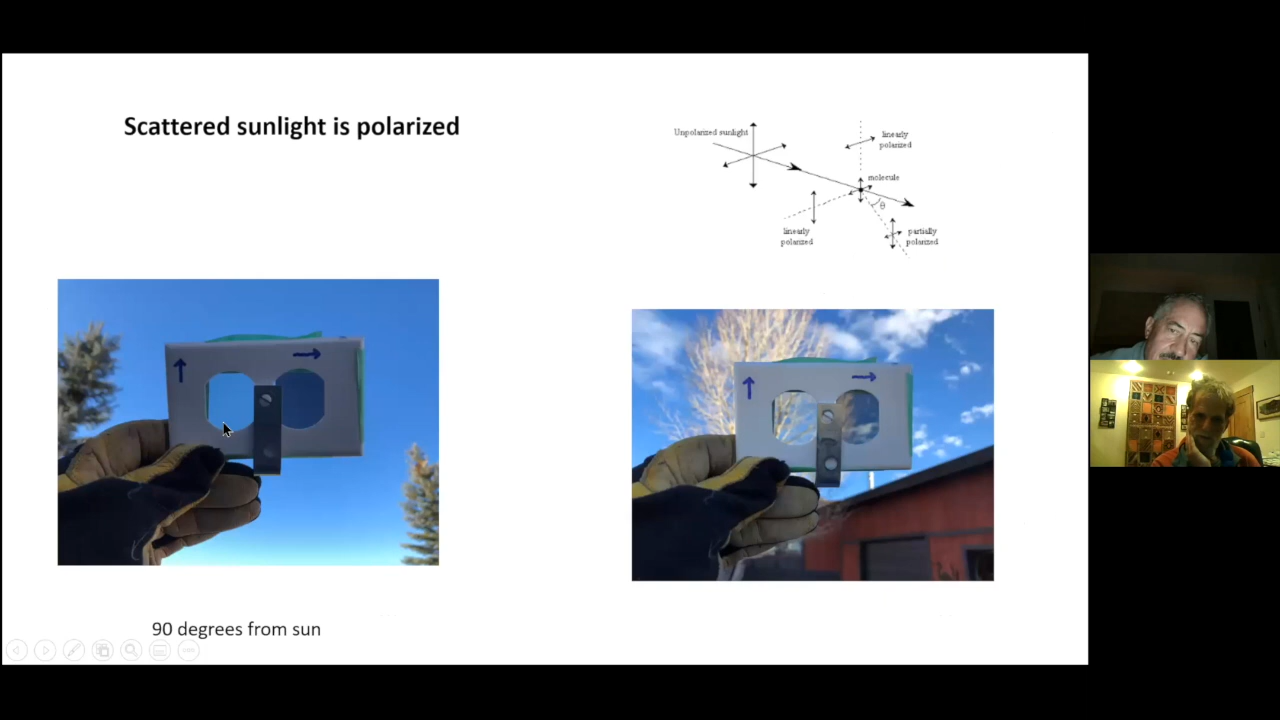 Scattered sunlight is polarized
Unpolarized sunlight
linearly
polarized
molecule
θ
linearly
polarized
partially
polarized
90 degrees from sun